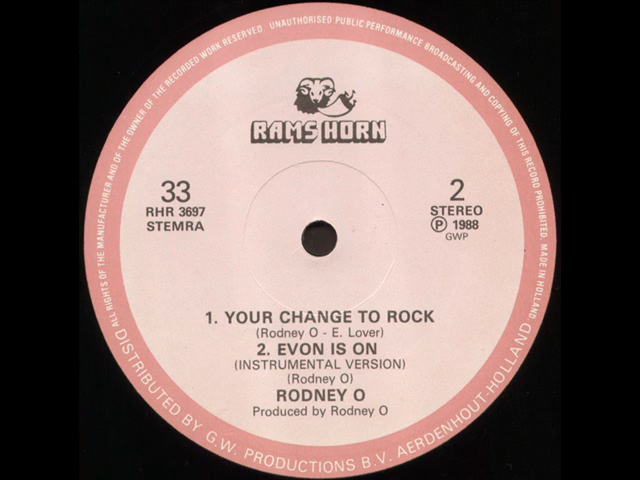 ALL RIGHTS OF THE MANUFACTURER AND OF THE OWNER OF THE RECORDED WORK RESERVED. UNAUTHORISED PUBLIC PERFORMANCE BROADCASTING AND COPYING OF THIS RECORD PROHIBITED. MADE IN HOLLAND.
RAMS HORN
33
RHR 3697
STEMRA
2
STEREO
Ⓟ 1988
GWP
1. YOUR CHANGE TO ROCK
(Rodney O - E. Lover)
2. EVON IS ON
(INSTRUMENTAL VERSION)
(Rodney O)
RODNEY O
Produced by Rodney O
DISTRIBUTED BY G.W. PRODUCTIONS B.V. AERDENHOUT-HOLLAND